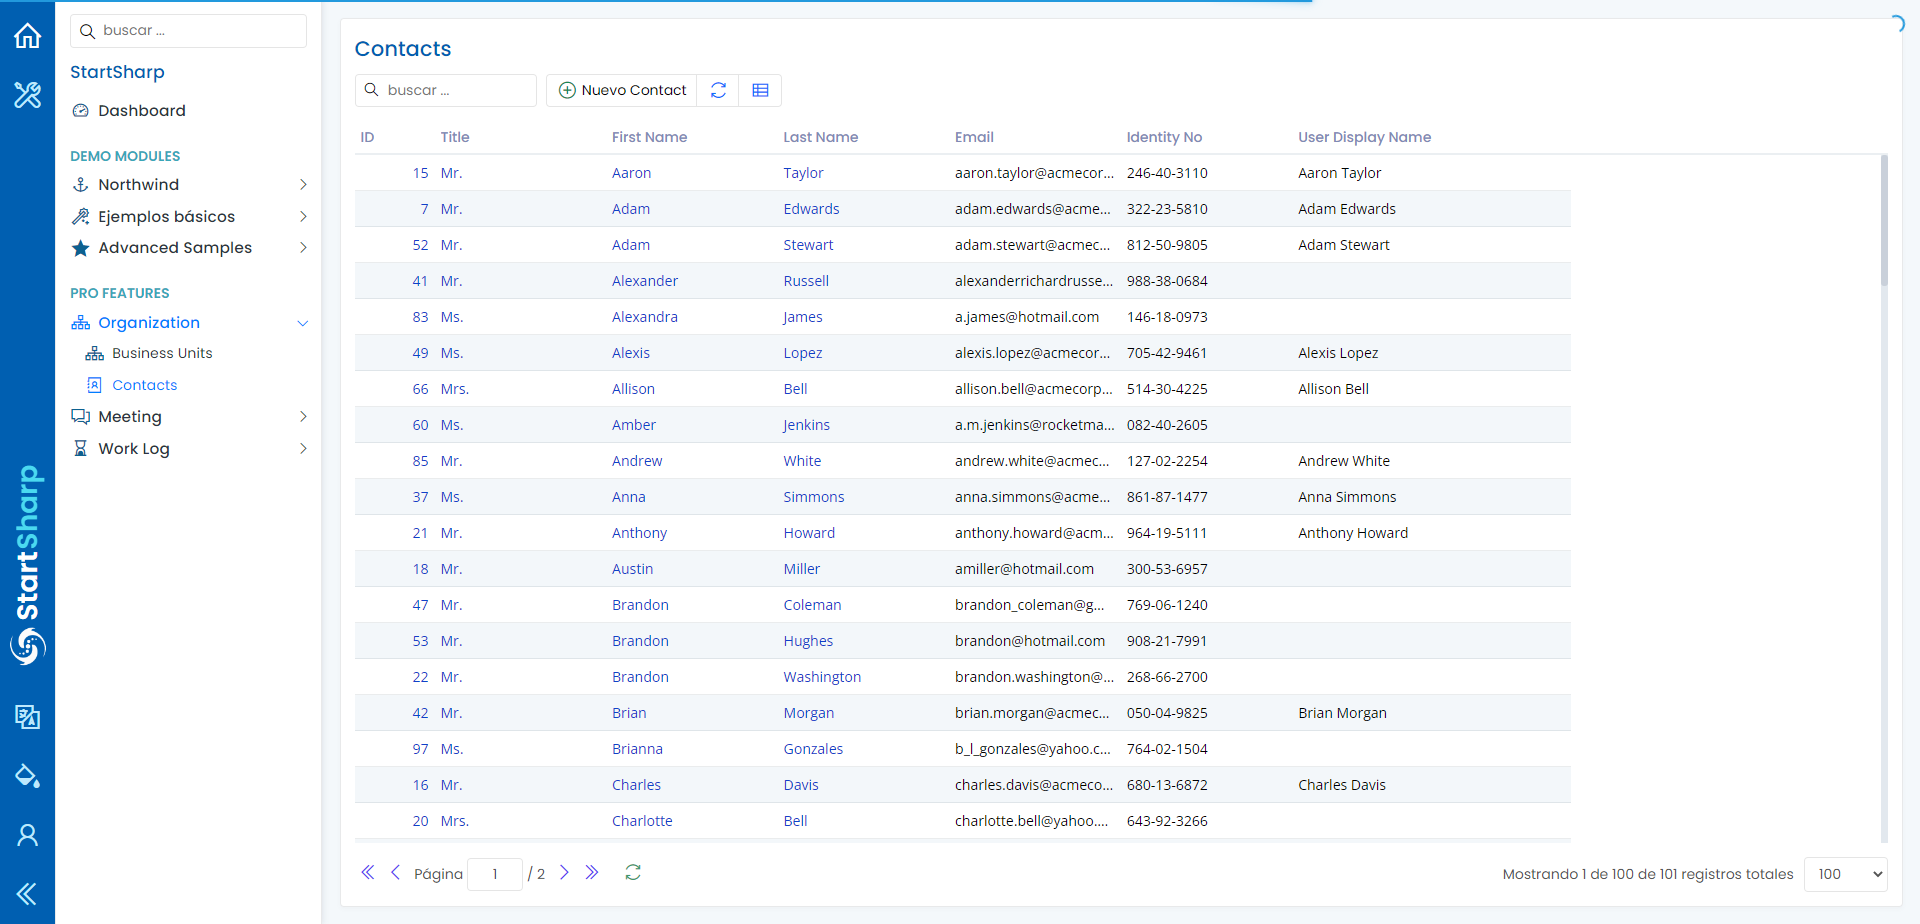 buscar ...
StartSharp
Dashboard
DEMO MODULES
Northwind
Ejemplos básicos
Advanced Samples
PRO FEATURES
Organization
Business Units
Contacts
Meeting
Work Log
StartSharp
Contacts
buscar ...
Nuevo Contact
ID Title First Name Last Name Email Identity No User Display Name
15 Mr. Aaron Taylor aaron.taylor@acmecor... 246-40-3110 Aaron Taylor
7 Mr. Adam Edwards adam.edwards@acme... 322-23-5810 Adam Edwards
52 Mr. Adam Stewart adam.stewart@acmec... 812-50-9805 Adam Stewart
41 Mr. Alexander Russell alexanderrichardrusse... 988-38-0684
83 Ms. Alexandra James a.james@hotmail.com 146-18-0973
49 Ms. Alexis Lopez alexis.lopez@acmecor... 705-42-9461 Alexis Lopez
66 Mrs. Allison Bell allison.bell@acmecorp... 514-30-4225 Allison Bell
60 Ms. Amber Jenkins a.m.jenkins@rocketma... 082-40-2605
85 Mr. Andrew White andrew.white@acmec... 127-02-2254 Andrew White
37 Ms. Anna Simmons anna.simmons@acme... 861-87-1477 Anna Simmons
21 Mr. Anthony Howard anthony.howard@acm... 964-19-5111 Anthony Howard
18 Mr. Austin Miller amiller@hotmail.com 300-53-6957
47 Mr. Brandon Coleman brandon_coleman@g... 769-06-1240
53 Mr. Brandon Hughes brandon@hotmail.com 908-21-7991
22 Mr. Brandon Washington brandon.washington@... 268-66-2700
42 Mr. Brian Morgan brian.morgan@acmec... 050-04-9825 Brian Morgan
97 Ms. Brianna Gonzales b_l_gonzales@yahoo.c... 764-02-1504
16 Mr. Charles Davis charles.davis@acmeco... 680-13-6872 Charles Davis
20 Mrs. Charlotte Bell charlotte.bell@yahoo.... 643-92-3266
Página 1 / 2
Mostrando 1 de 100 de 101 registros totales 100